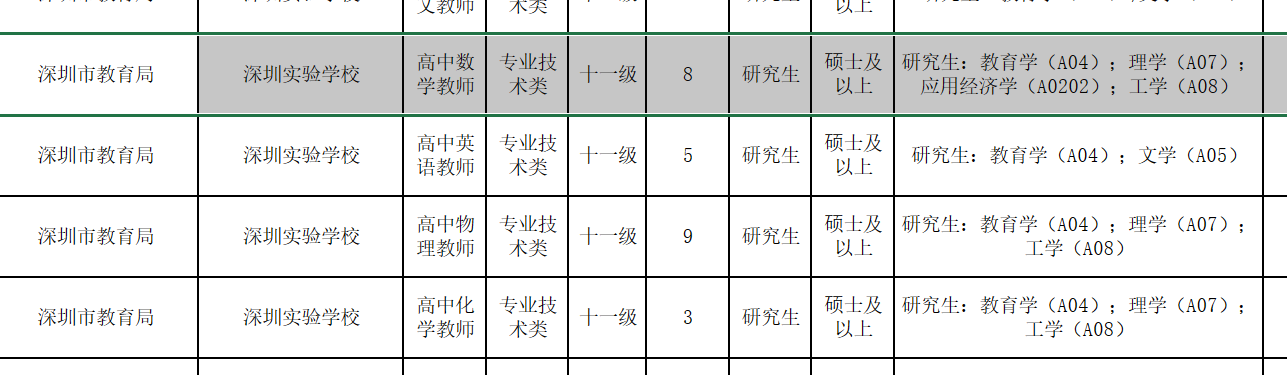 文教师
术类
以上
深圳市教育局
深圳实验学校
高中数
学教师
专业技
术类
十一级
8
研究生
硕士及
以上
研究生：教育学（A04）；理学（A07）；
应用经济学（A0202）；工学（A08）
深圳市教育局
深圳实验学校
高中英
语教师
专业技
术类
十一级
5
研究生
硕士及
以上
研究生：教育学（A04）；文学（A05）
深圳市教育局
深圳实验学校
高中物
理教师
专业技
术类
十一级
9
研究生
硕士及
以上
研究生：教育学（A04）；理学（A07）；
工学（A08）
深圳市教育局
深圳实验学校
高中化
学教师
专业技
术类
十一级
3
研究生
硕士及
以上
研究生：教育学（A04）；理学（A07）；
工学（A08）